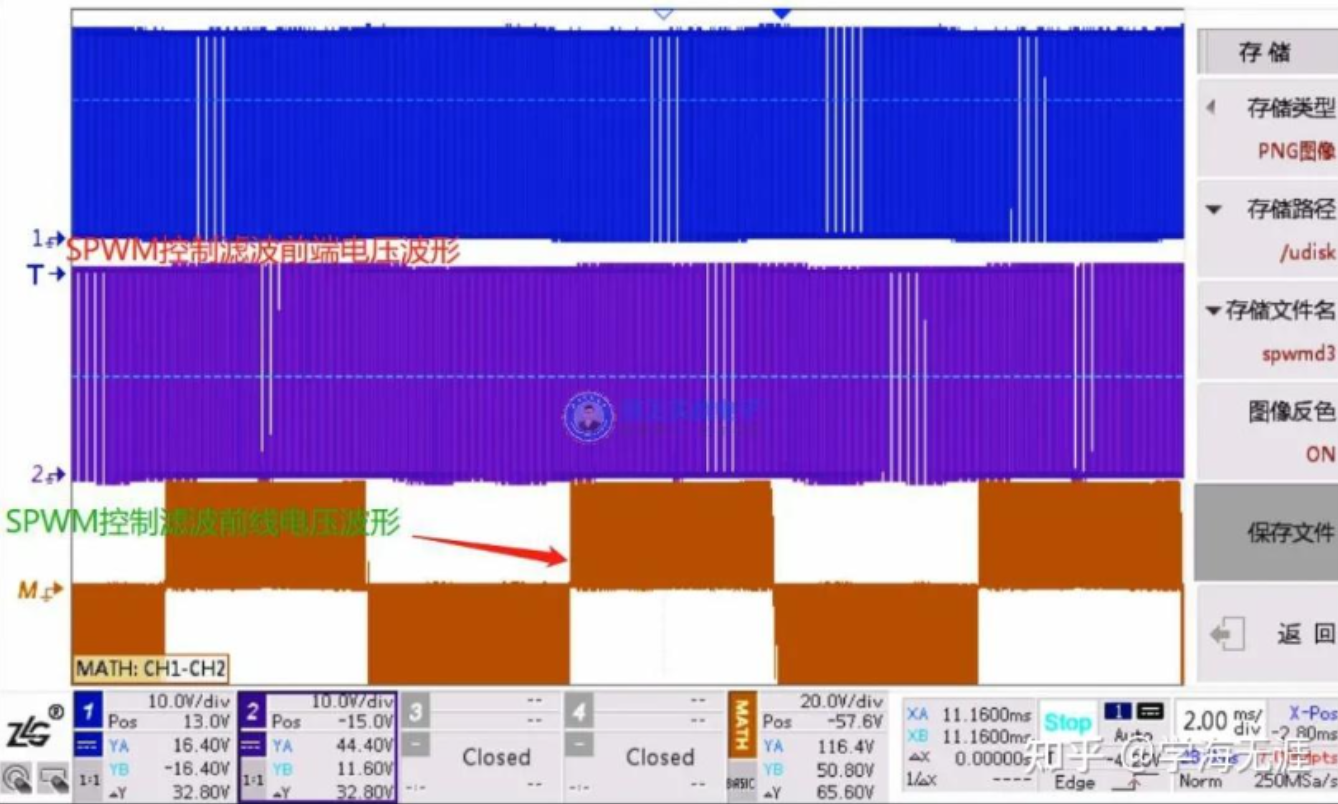 存 储
存储类型
PNG图像
存储路径
/udisk
存储文件名
spwmd3
图像反色
ON
保存文件
返 回
1
SPWM控制滤波前端电压波形
T
2
SPWM控制滤波前线电压波形
M
MATH: CH1-CH2
ZLG®
1 10.0V/div
Pos 13.0V
YA 16.40V
YB -16.40V
1:1 △Y 32.80V
2 10.0V/div
Pos -15.0V
YA 44.40V
YB 11.60V
1:1 △Y 32.80V
3 --
--
Closed
-:- --
4 --
--
Closed
-:- --
MATH 20.0V/div
Pos -57.6V
YA 116.4V
YB 50.80V
BASIC △Y 65.60V
XA 11.1600ms
XB 11.1600ms
△X 0.00000s
1/△X ----
Stop 1
Auto
Edge
2.00 ms/div
X-Pos
-2.80ms
Norm 250MSa/s
知乎 @学海无涯